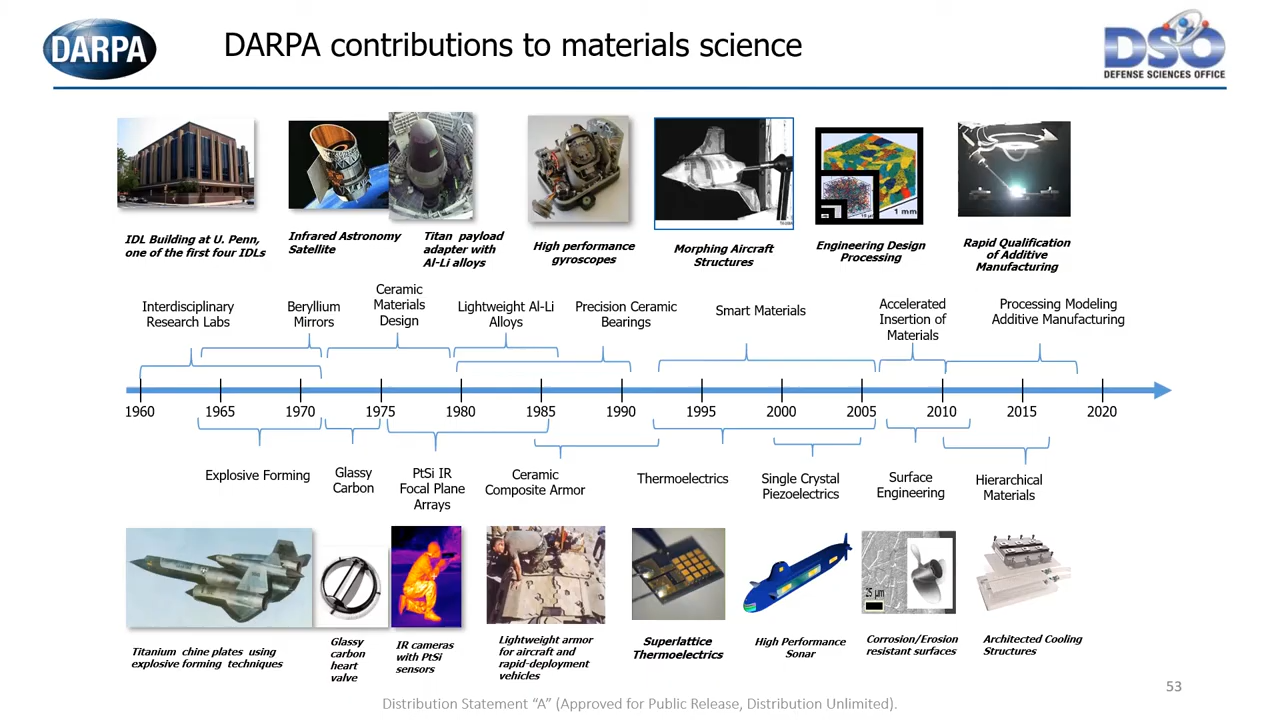 DARPA
DARPA contributions to materials science
DSO
DEFENSE SCIENCES OFFICE
IDL Building at U. Penn,
one of the first four IDLs
Infrared Astronomy
Satellite
Titan payload
adapter with
Al-Li alloys
High performance
gyroscopes
Morphing Aircraft
Structures
1 mm
Engineering Design
Processing
Rapid Qualification
of Additive
Manufacturing
Interdisciplinary
Research Labs
Beryllium
Mirrors
Ceramic
Materials
Design
Lightweight Al-Li
Alloys
Precision Ceramic
Bearings
Smart Materials
Accelerated
Insertion of
Materials
Processing Modeling
Additive Manufacturing
1960 1965 1970 1975 1980 1985 1990 1995 2000 2005 2010 2015 2020
Explosive Forming
Glassy
Carbon
PtSi IR
Focal Plane
Arrays
Ceramic
Composite Armor
Thermoelectrics
Single Crystal
Piezoelectrics
Surface
Engineering
Hierarchical
Materials
25 µm
Titanium chine plates using
explosive forming techniques
Glassy
carbon
heart
valve
IR cameras
with PtSi
sensors
Lightweight armor
for aircraft and
rapid-deployment
vehicles
Superlattice
Thermoelectrics
High Performance
Sonar
Corrosion/Erosion
resistant surfaces
Architected Cooling
Structures
53
Distribution Statement “A” (Approved for Public Release, Distribution Unlimited).